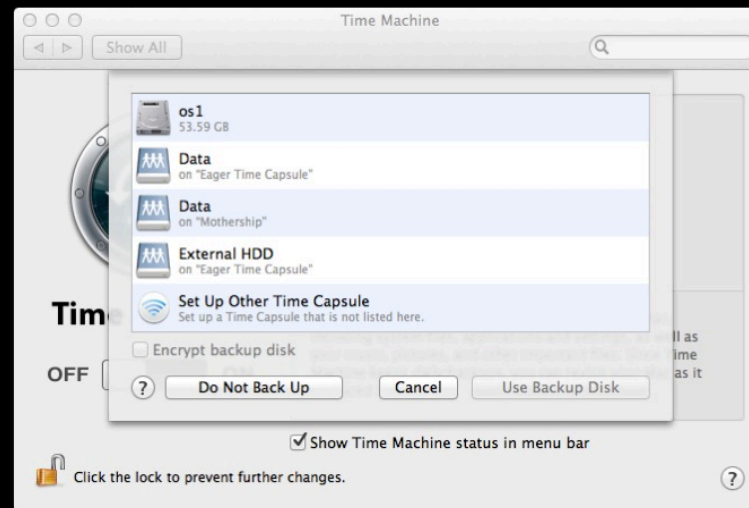 Time Machine
Show All
os1
53.59 GB
Data
on "Eager Time Capsule"
Data
on "Mothership"
External HDD
on "Eager Time Capsule"
Set Up Other Time Capsule
Set up a Time Capsule that is not listed here.
Tim
Encrypt backup disk
OFF
ON
? Do Not Back Up Cancel Use Backup Disk
Show Time Machine status in menu bar
Click the lock to prevent further changes.
?